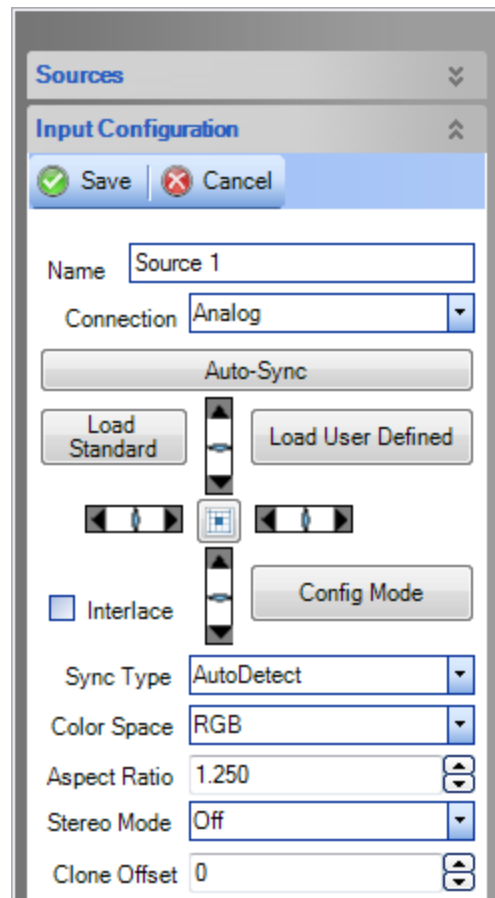 Sources
Input Configuration
Save Cancel
Name Source 1
Connection Analog
Auto-Sync
Load
Standard
Load User Defined
Interlace
Config Mode
Sync Type AutoDetect
Color Space RGB
Aspect Ratio 1.250
Stereo Mode Off
Clone Offset 0